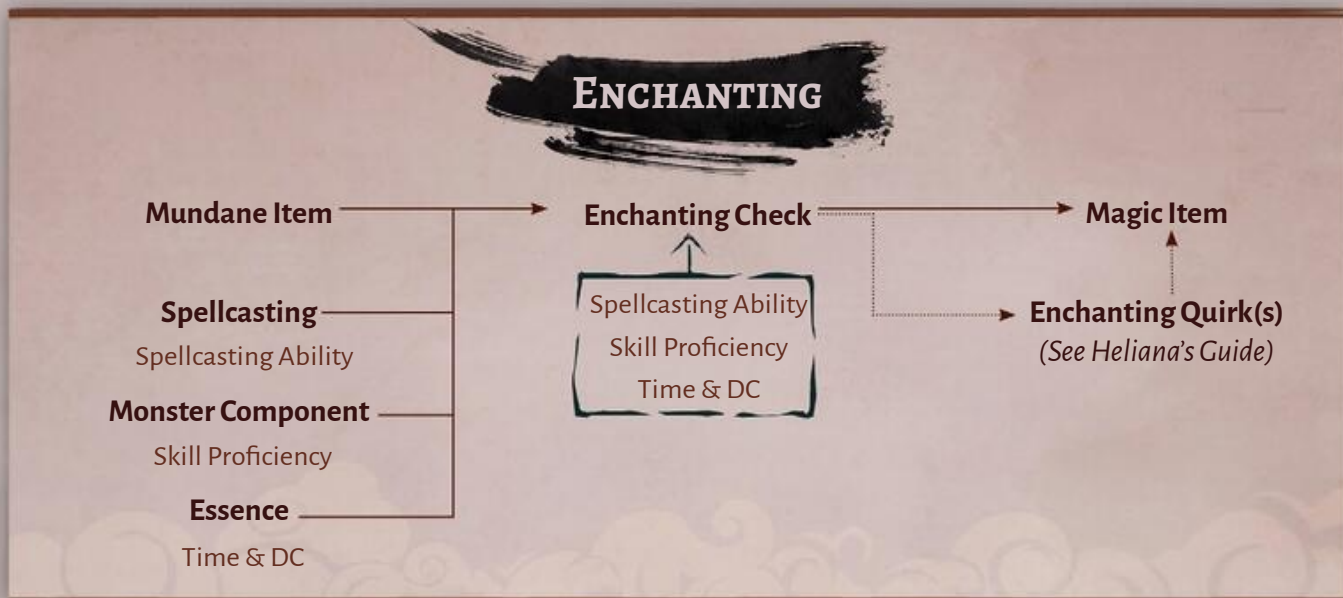 ENCHANTING
Mundane Item
Enchanting Check
Magic Item
Spellcasting
Spellcasting Ability
Monster Component
Skill Proficiency
Essence
Time & DC
Spellcasting Ability
Skill Proficiency
Time & DC
Enchanting Quirk(s)
(See Heliana's Guide)